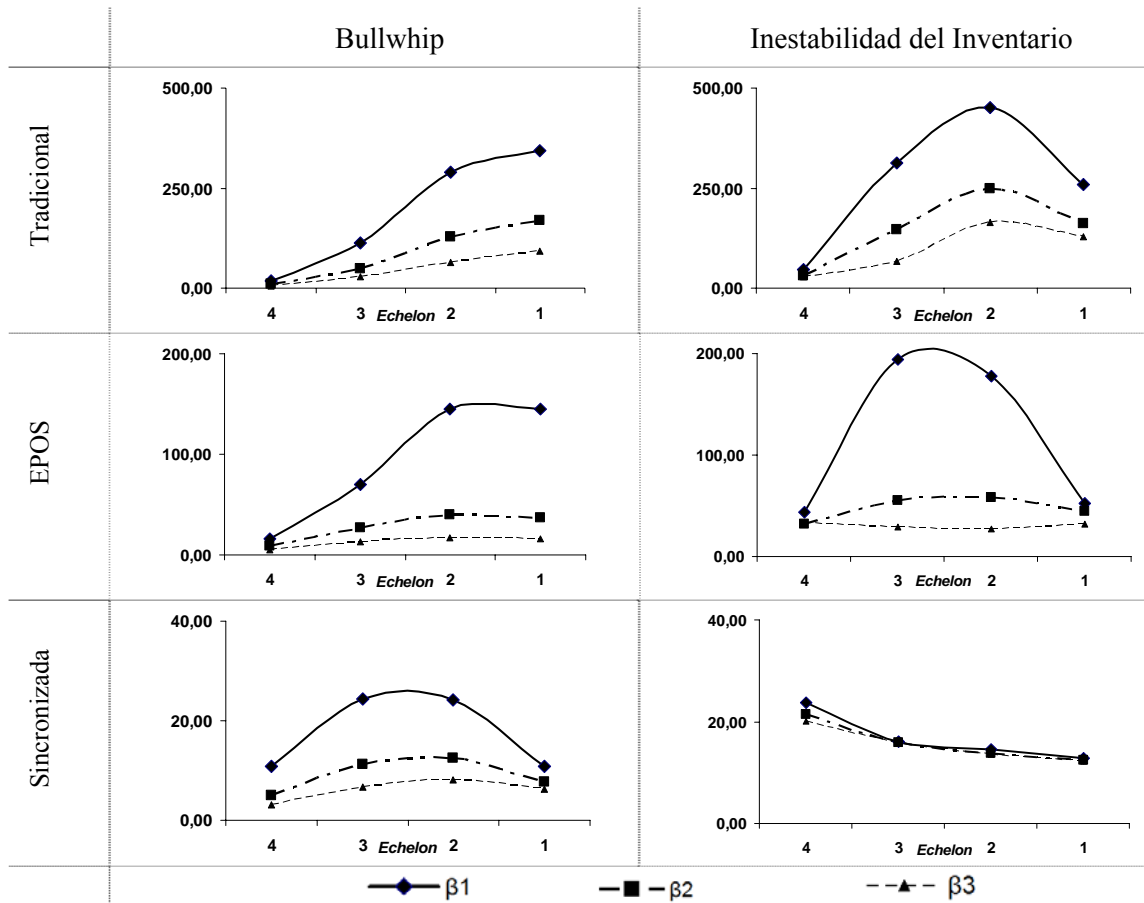 Bullwhip
Inestabilidad del Inventario
Tradicional
500,00
250,00
0,00
4 3 Echelon 2 1
500,00
250,00
0,00
4 3 Echelon 2 1
EPOS
200,00
100,00
0,00
4 3 Echelon 2 1
200,00
100,00
0,00
4 3 Echelon 2 1
Sincronizada
40,00
20,00
0,00
4 3 Echelon 2 1
40,00
20,00
0,00
4 3 Echelon 2 1
β1 β2 β3